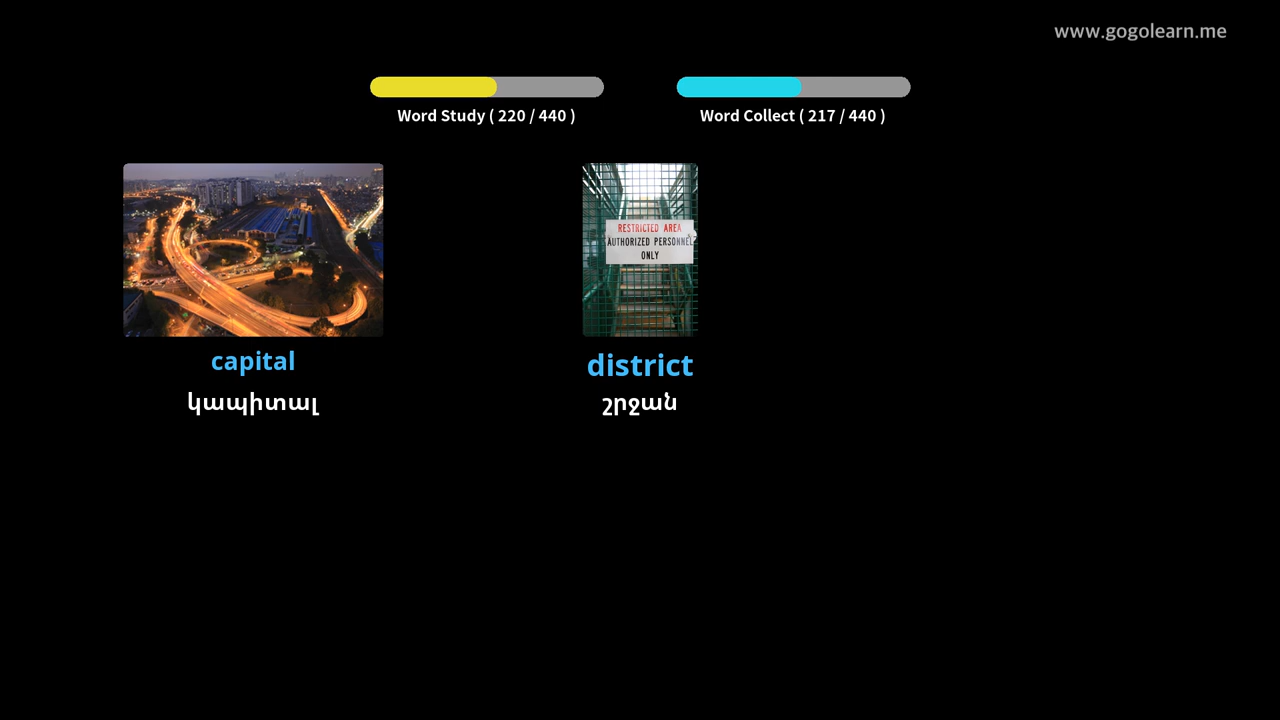 www.gogolearn.me
Word Study ( 220 / 440 )
Word Collect ( 217 / 440 )
RESTRICTED AREA
AUTHORIZED PERSONNEL
ONLY
capital
district
կապիտալ
շրջան